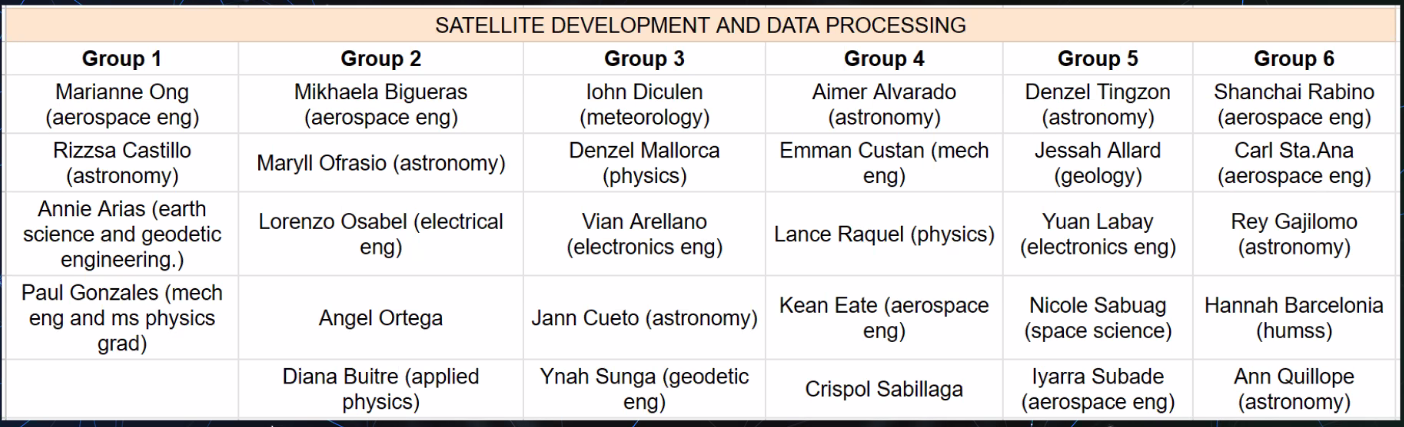 SATELLITE DEVELOPMENT AND DATA PROCESSING
Group 1
Group 2
Group 3
Group 4
Group 5
Group 6
Marianne Ong
(aerospace eng)
Mikhaela Bigueras
(aerospace eng)
Iohn Diculen
(meteorology)
Aimer Alvarado
(astronomy)
Denzel Tingzon
(astronomy)
Shanchai Rabino
(aerospace eng)
Rizzsa Castillo
(astronomy)
Maryll Ofrasio (astronomy)
Denzel Mallorca
(physics)
Emman Custan (mech
eng)
Jessah Allard
(geology)
Carl Sta.Ana
(aerospace eng)
Annie Arias (earth
science and geodetic
engineering.)
Lorenzo Osabel (electrical
eng)
Vian Arellano
(electronics eng)
Lance Raquel (physics)
Yuan Labay
(electronics eng)
Rey Gajilomo
(astronomy)
Paul Gonzales (mech
eng and ms physics
grad)
Angel Ortega
Jann Cueto (astronomy)
Kean Eate (aerospace
eng)
Nicole Sabuag
(space science)
Hannah Barcelonia
(humss)
Diana Buitre (applied
physics)
Ynah Sunga (geodetic
eng)
Crispol Sabillaga
Iyarra Subade
(aerospace eng)
Ann Quillope
(astronomy)